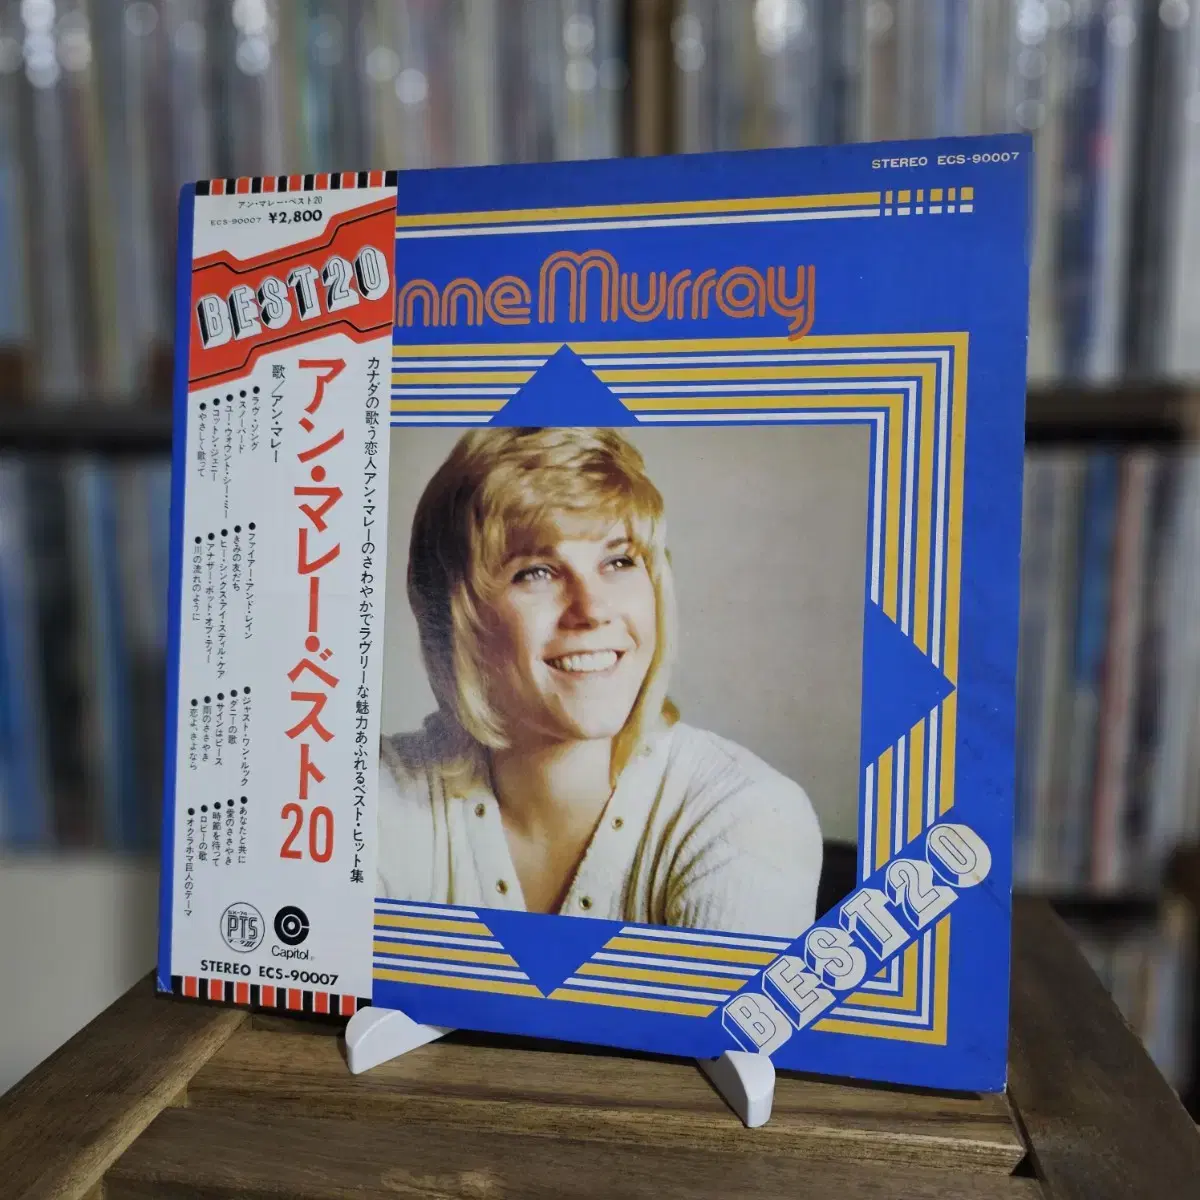 アン・マレー・ベスト20
ECS-90007 ¥2,800
BEST20
カナダの歌う恋人アン・マレーのさわやかでラヴリーな魅力あふれるベスト・ヒット集
アン・マレー・ベスト20
歌/アン・マレー
●ラヴ・ソング
●スノーバード
●ユー・ウォウント・シー・ミー
●コットン・ジェニー
●やさしく歌って
●ファイアー・アンド・レイン
●きみの友だち
●ヒー・シンクス・アイ・スティル・ケア
●アナザー・ポット・オブ・ティー
●川の流れのように
●ジャスト・ワン・ルック
●ダニーの歌
●サインはピース
●雨のささやき
●恋よ、さよなら
●あなたと共に
●愛のささやき
●時節を待って
●ロビーの歌
●オクラホマ巨人のテーマ
PTS
Capitol
STEREO ECS-90007
STEREO ECS-90007
nne Murray
BEST20